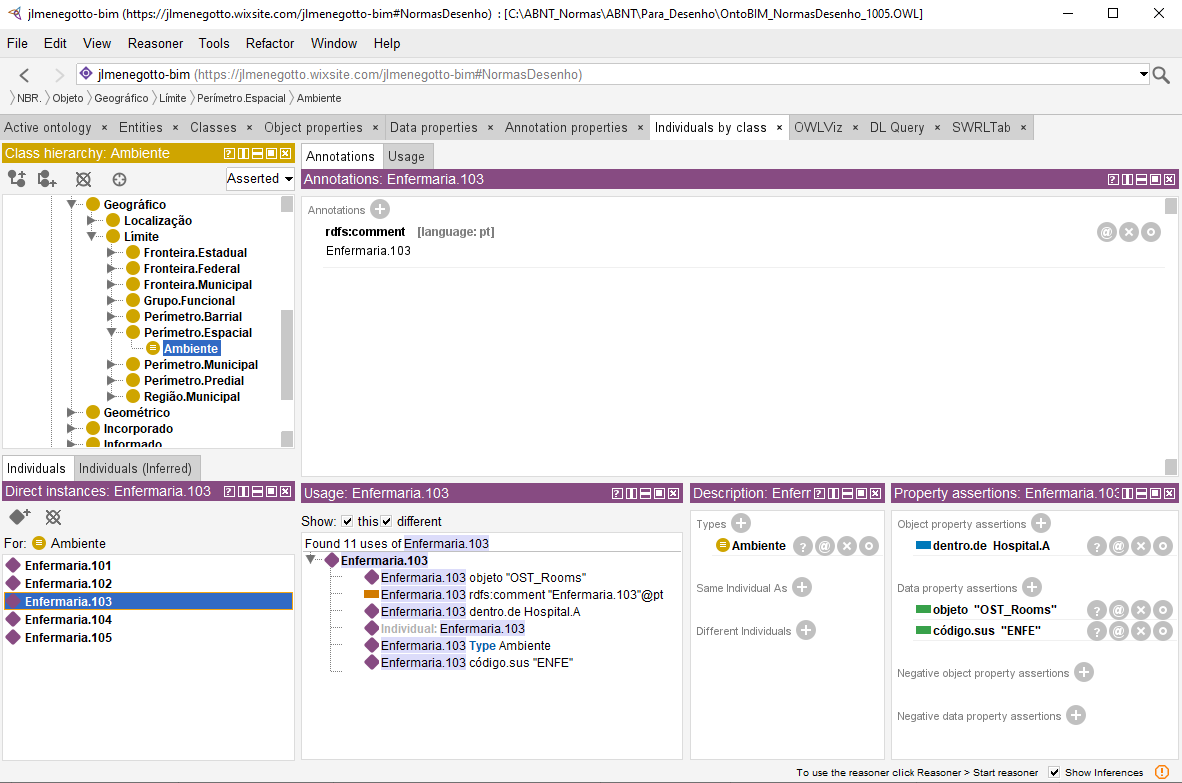 jlmenegotto-bim (https://jlmenegotto.wixsite.com/jlmenegotto-bim#NormasDesenho) : [C:\ABNT_Normas\ABNT\Para_Desenho\OntoBIM_NormasDesenho_1005.OWL]
File Edit View Reasoner Tools Refactor Window Help
jlmenegotto-bim (https://jlmenegotto.wixsite.com/jlmenegotto-bim#NormasDesenho)
NBR. Objeto Geográfico Límite Perímetro.Espacial Ambiente
Active ontology × Entities × Classes × Object properties × Data properties × Annotation properties × Individuals by class × OWLViz × DL Query × SWRLTab ×
Class hierarchy: Ambiente
Asserted
Geográfico
Localização
Límite
Fronteira.Estadual
Fronteira.Federal
Fronteira.Municipal
Grupo.Funcional
Perímetro.Barrial
Perímetro.Espacial
Ambiente
Perímetro.Municipal
Perímetro.Predial
Região.Municipal
Geométrico
Incorporado
Informado
Annotations Usage
Annotations: Enfermaria.103
Annotations
rdfs:comment [language: pt]
Enfermaria.103
Individuals Individuals (Inferred)
Direct instances: Enfermaria.103
For: Ambiente
Enfermaria.101
Enfermaria.102
Enfermaria.103
Enfermaria.104
Enfermaria.105
Usage: Enfermaria.103
Show: this different
Found 11 uses of Enfermaria.103
Enfermaria.103
Enfermaria.103 objeto "OST_Rooms"
Enfermaria.103 rdfs:comment "Enfermaria.103"@pt
Enfermaria.103 dentro.de Hospital.A
Individual: Enfermaria.103
Enfermaria.103 Type Ambiente
Enfermaria.103 código.sus "ENFE"
Description: Enferr
Types
Ambiente
Same Individual As
Different Individuals
Property assertions: Enfermaria.103
Object property assertions
dentro.de Hospital.A
Data property assertions
objeto "OST_Rooms"
código.sus "ENFE"
Negative object property assertions
Negative data property assertions
To use the reasoner click Reasoner > Start reasoner Show Inferences